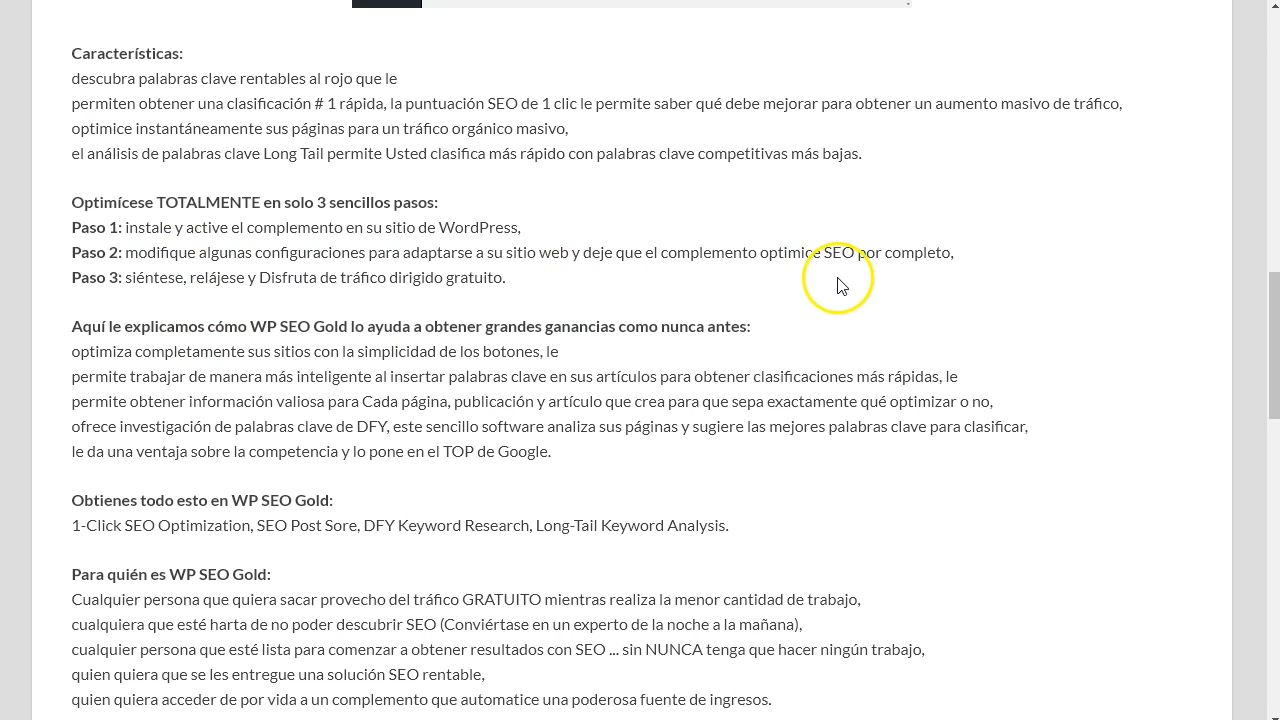 Características:
descubra palabras clave rentables al rojo que le
permiten obtener una clasificación # 1 rápida, la puntuación SEO de 1 clic le permite saber qué debe mejorar para obtener un aumento masivo de tráfico,
optimice instantáneamente sus páginas para un tráfico orgánico masivo,
el análisis de palabras clave Long Tail permite Usted clasifica más rápido con palabras clave competitivas más bajas.
Optimícese TOTALMENTE en solo 3 sencillos pasos:
Paso 1: instale y active el complemento en su sitio de WordPress,
Paso 2: modifique algunas configuraciones para adaptarse a su sitio web y deje que el complemento optimice SEO por completo,
Paso 3: siéntese, relájese y Disfruta de tráfico dirigido gratuito.
Aquí le explicamos cómo WP SEO Gold lo ayuda a obtener grandes ganancias como nunca antes:
optimiza completamente sus sitios con la simplicidad de los botones, le
permite trabajar de manera más inteligente al insertar palabras clave en sus artículos para obtener clasificaciones más rápidas, le
permite obtener información valiosa para Cada página, publicación y artículo que crea para que sepa exactamente qué optimizar o no,
ofrece investigación de palabras clave de DFY, este sencillo software analiza sus páginas y sugiere las mejores palabras clave para clasificar,
le da una ventaja sobre la competencia y lo pone en el TOP de Google.
Obtienes todo esto en WP SEO Gold:
1-Click SEO Optimization, SEO Post Sore, DFY Keyword Research, Long-Tail Keyword Analysis.
Para quién es WP SEO Gold:
Cualquier persona que quiera sacar provecho del tráfico GRATUITO mientras realiza la menor cantidad de trabajo,
cualquiera que esté harta de no poder descubrir SEO (Conviértase en un experto de la noche a la mañana),
cualquier persona que esté lista para comenzar a obtener resultados con SEO ... sin NUNCA tenga que hacer ningún trabajo,
quien quiera que se les entregue una solución SEO rentable,
quien quiera acceder de por vida a un complemento que automatice una poderosa fuente de ingresos.